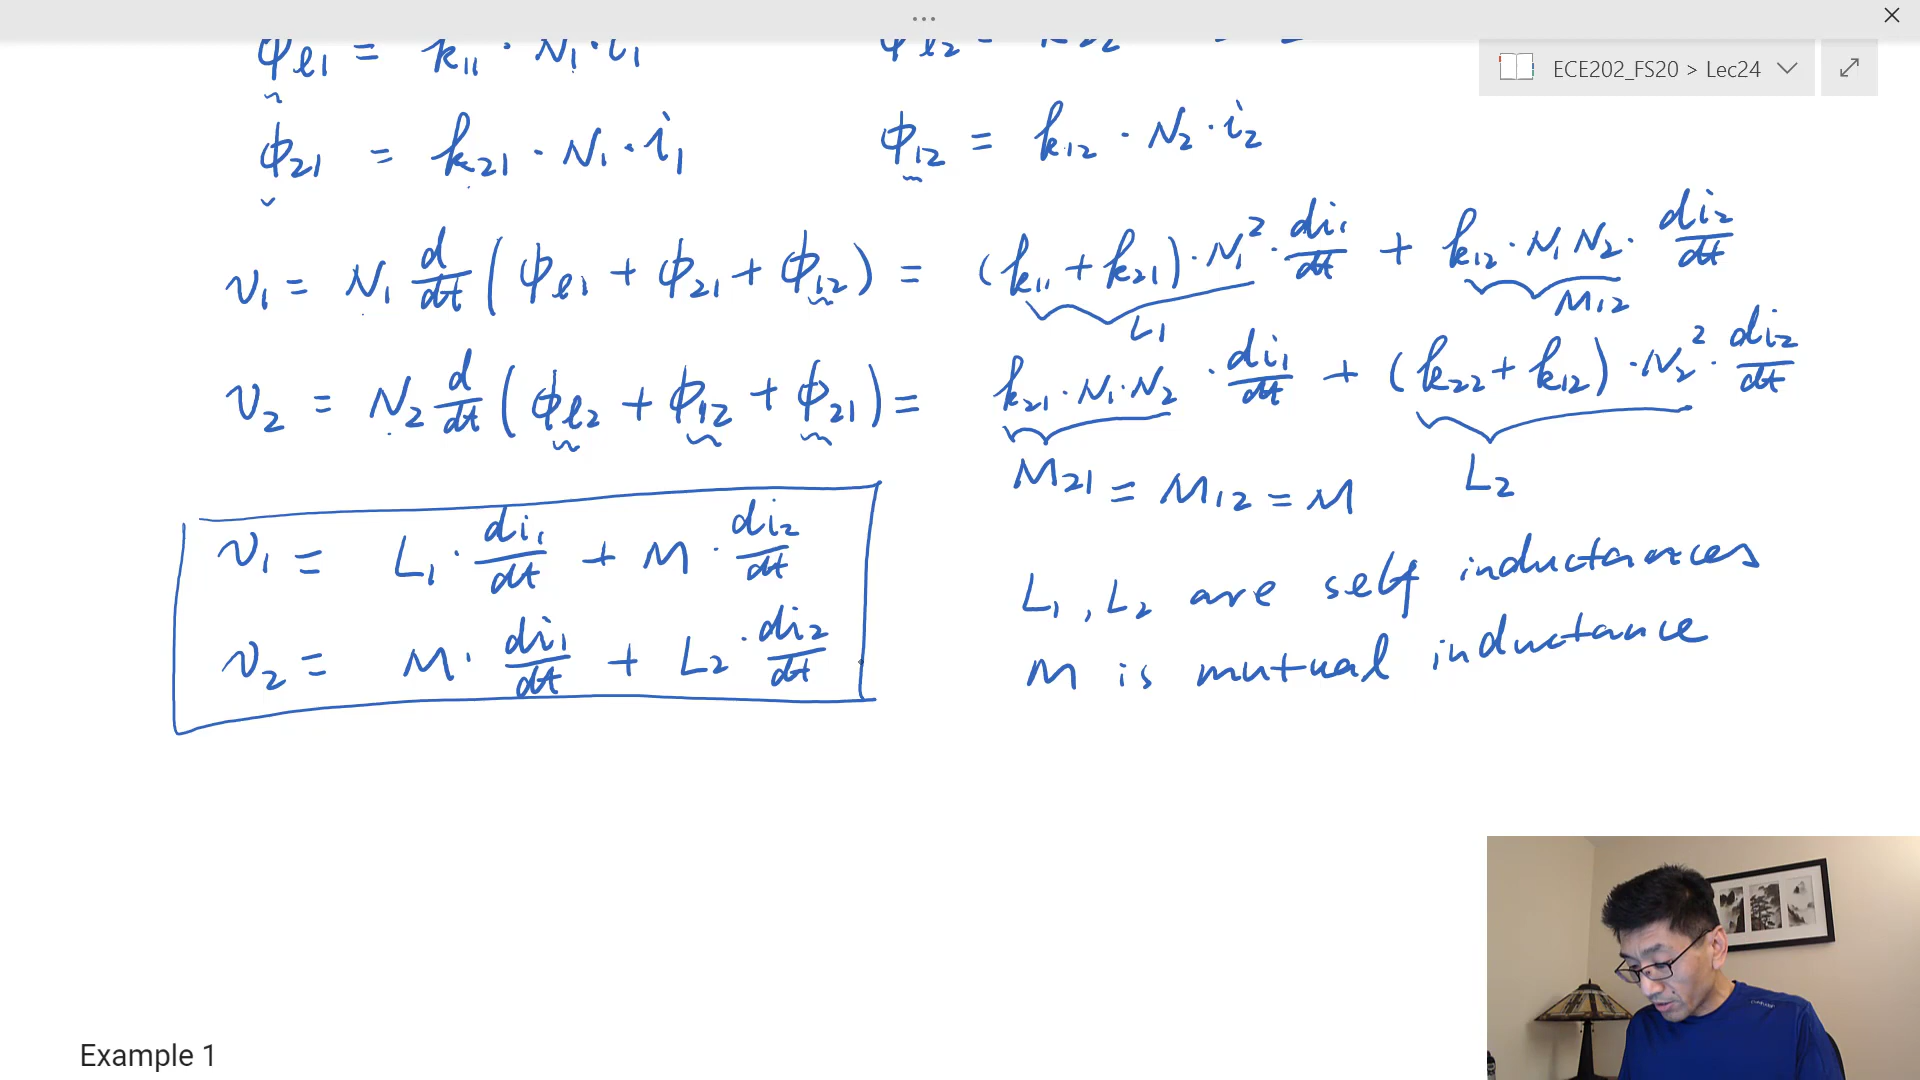 ECE202_FS20 > Lec24
φℓ1 = k11 · N1 · i1
φ21 = k21 · N1 · i1 φ12 = k12 · N2 · i2
v1 = N1 d/dt (φℓ1 + φ21 + φ12) = (k11 + k21) · N1² · di1/dt + k12 · N1 N2 · di2/dt
L1 M12
v2 = N2 d/dt (φℓ2 + φ12 + φ21) = k21 · N1 · N2 · di1/dt + (k22 + k12) · N2² · di2/dt
M21 = M12 = M L2
v1 = L1 · di1/dt + M · di2/dt
v2 = M · di1/dt + L2 · di2/dt
L1, L2 are self inductances
M is mutual inductance
Example 1